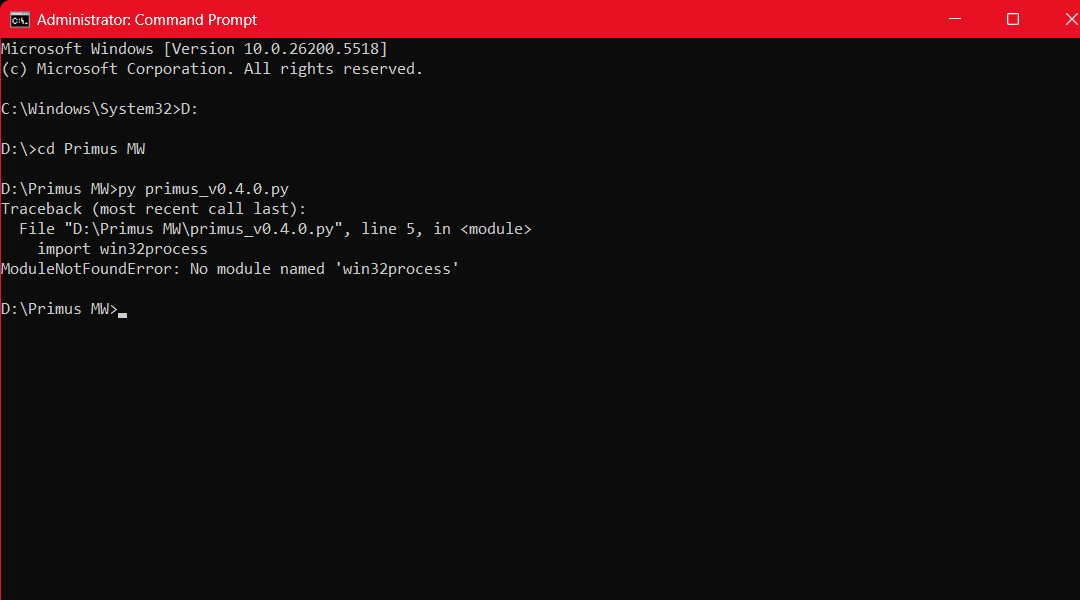 Administrator: Command Prompt
Microsoft Windows [Version 10.0.26200.5518]
(c) Microsoft Corporation. All rights reserved.
C:\Windows\System32>D:
D:\>cd Primus MW
D:\Primus MW>py primus_v0.4.0.py
Traceback (most recent call last):
  File "D:\Primus MW\primus_v0.4.0.py", line 5, in <module>
    import win32process
ModuleNotFoundError: No module named 'win32process'
D:\Primus MW>